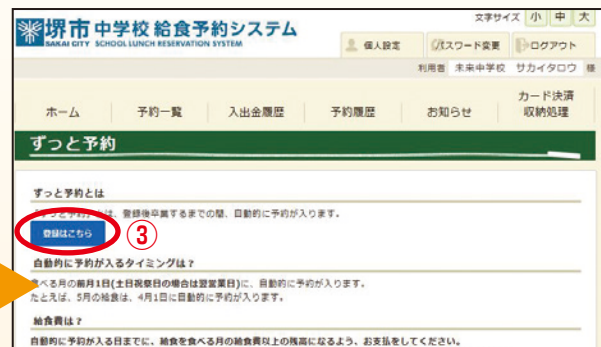 文字サイズ 小 中 大
堺市中学校給食予約システム
SAKAI CITY SCHOOL LUNCH RESERVATION SYSTEM
個人設定 パスワード変更 ログアウト
利用者 未来中学校 サカイタロウ 様
ホーム 予約一覧 入出金履歴 予約履歴 お知らせ カード決済
収納処理
ずっと予約
ずっと予約とは
「ずっと予約」とは、登録後卒業するまでの間、自動的に予約が入ります。
登録はこちら ③
自動的に予約が入るタイミングは?
食べる月の前月1日(土日祝祭日の場合は翌営業日)に、自動的に予約が入ります。
たとえば、5月の給食は、4月1日に自動的に予約が入ります。
給食費は?
自動的に予約が入る日までに、給食を食べる月の給食費以上の残高になるよう、お支払をしてください。